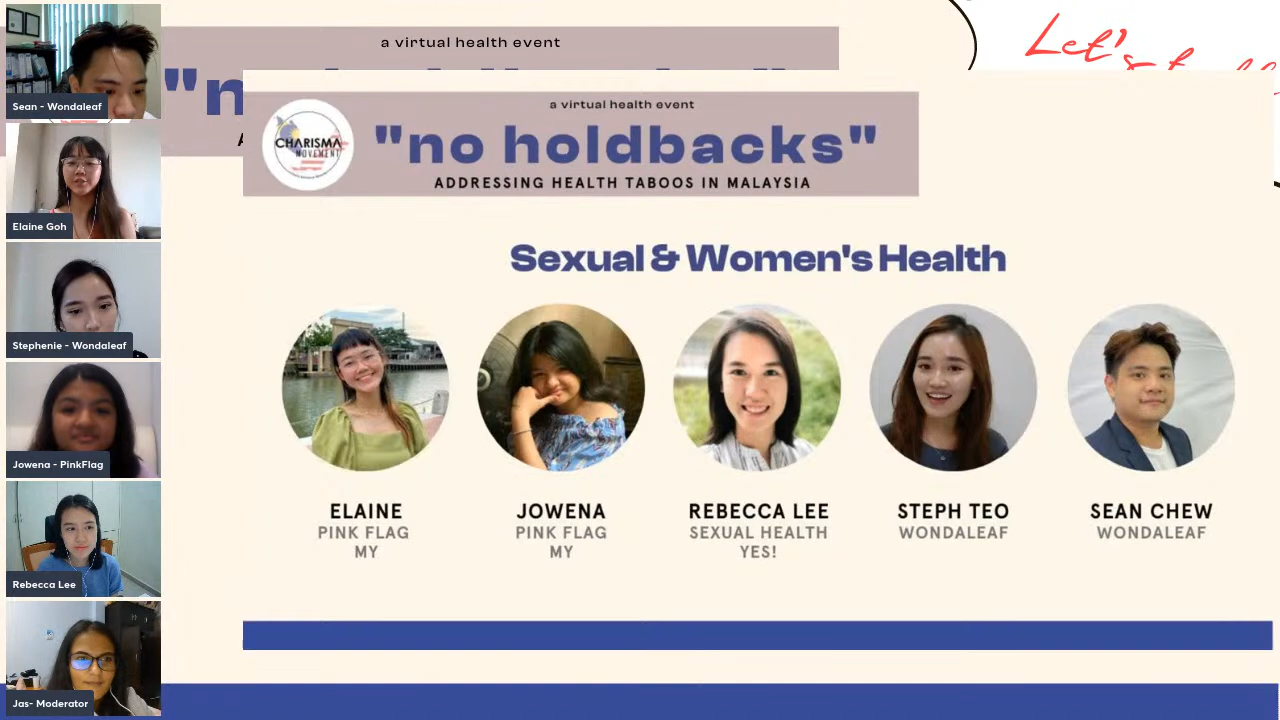 Sean - Wondaleaf
Elaine Goh
Stephenie - Wondaleaf
Jowena - PinkFlag
Rebecca Lee
Jas- Moderator
a virtual health event
"n
Let's
a virtual health event
CHARISMA
MOVEMENT
"no holdbacks"
ADDRESSING HEALTH TABOOS IN MALAYSIA
Sexual & Women's Health
ELAINE
PINK FLAG
MY
JOWENA
PINK FLAG
MY
REBECCA LEE
SEXUAL HEALTH
YES!
STEPH TEO
WONDALEAF
SEAN CHEW
WONDALEAF